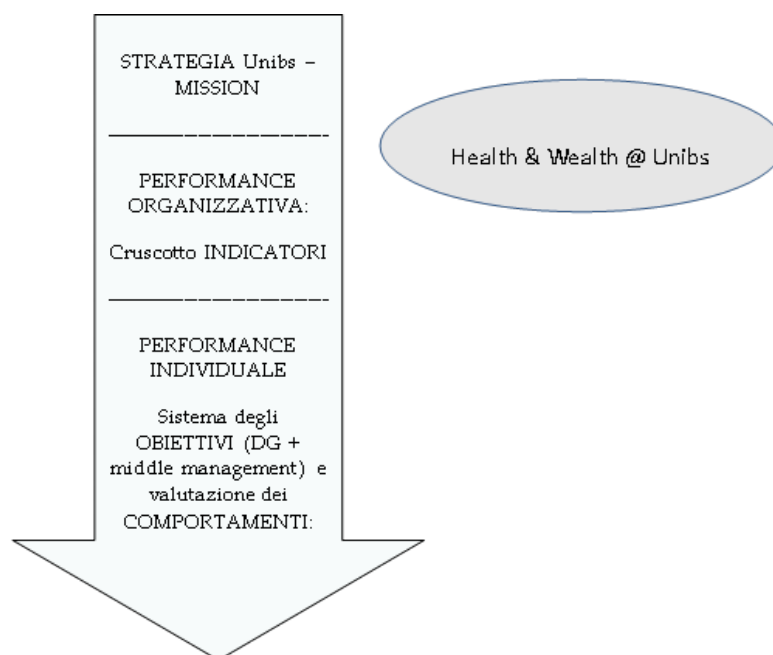 STRATEGIA Unibs –
MISSION
PERFORMANCE
ORGANIZZATIVA:
Cruscotto INDICATORI
PERFORMANCE
INDIVIDUALE
Sistema degli
OBIETTIVI (DG +
middle management) e
valutazione dei
COMPORTAMENTI:
Health & Wealth @ Unibs